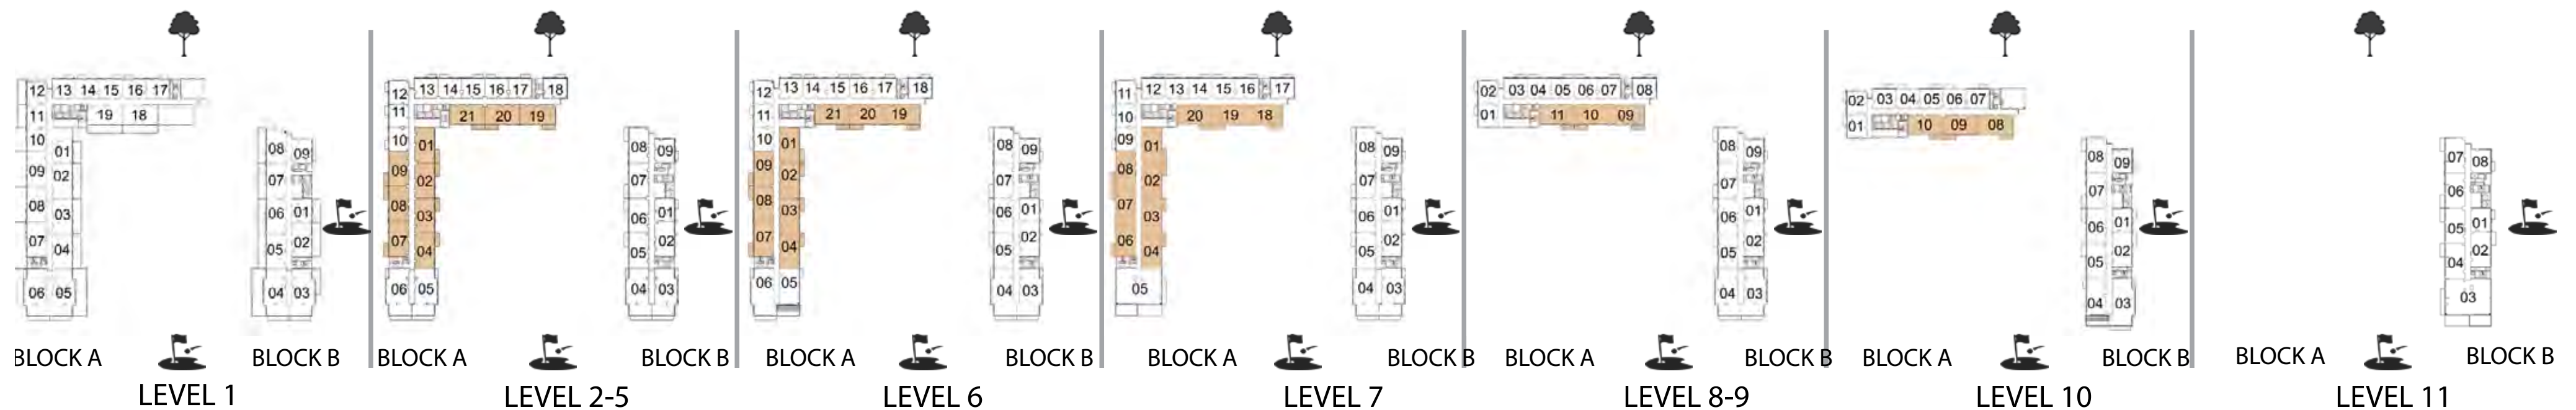 12 13 14 15 16 17
11 19 18
10
01
09 02
08 03
07 04
06 05
08 09
07
06 01
05 02
04 03
BLOCK A BLOCK B
LEVEL 1
12 13 14 15 16 17 18
11 21 20 19
10 01
09 02
08 03
07 04
06 05
08 09
07
06 01
05 02
04 03
BLOCK A BLOCK B
LEVEL 2-5
12 13 14 15 16 17 18
11 21 20 19
10 01
09 02
08 03
07 04
06 05
08 09
07
06 01
05 02
04 03
BLOCK A BLOCK B
LEVEL 6
11 12 13 14 15 16 17
10 20 19 18
09 01
08 02
07 03
06 04
05
08 09
07
06 01
05 02
04 03
BLOCK A BLOCK B
LEVEL 7
02 03 04 05 06 07 08
01 11 10 09
08 09
07
06 01
05 02
04 03
BLOCK A BLOCK B
LEVEL 8-9
02 03 04 05 06 07
01 10 09 08
08 09
07
06 01
05 02
04 03
BLOCK A BLOCK B
LEVEL 10
07 08
06
05 01
04 02
03
BLOCK A BLOCK B
LEVEL 11